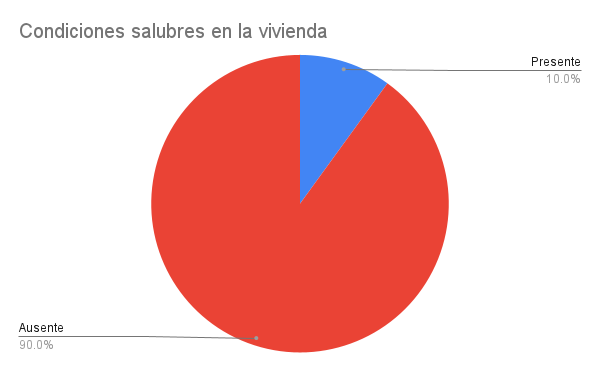 Condiciones salubres en la vivienda
Presente
10.0%
Ausente
90.0%